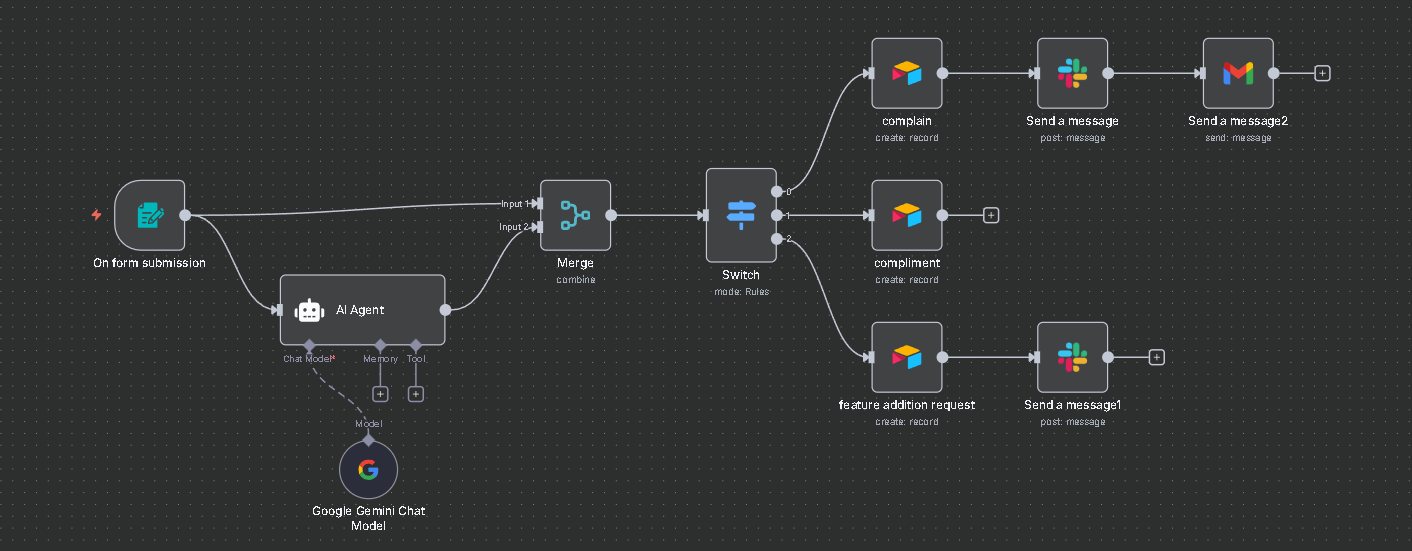 complain
create: record
Send a message
post: message
Send a message2
send: message
On form submission
Input 1
Input 2
Merge
combine
0
1
2
Switch
mode: Rules
compliment
create: record
AI Agent
Chat Model*
Memory
Tool
Model
Google Gemini Chat
Model
feature addition request
create: record
Send a message1
post: message